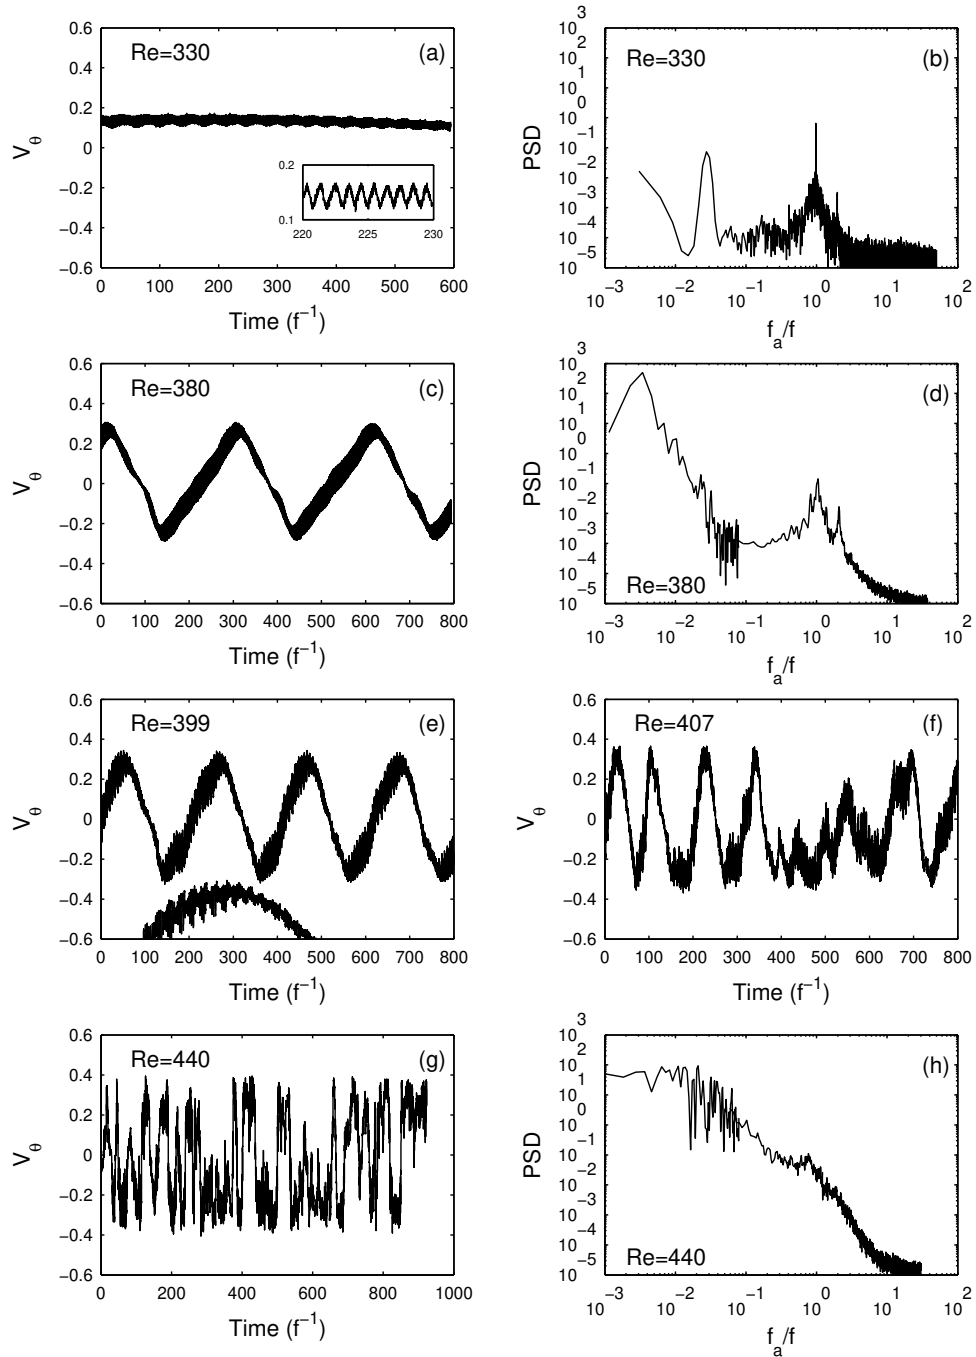 Re=330 (a)
0.6
0.4
0.2
0
−0.2
−0.4
−0.6
V_θ
0.2
0.1
220 225 230
0 100 200 300 400 500 600
Time (f^−1)
Re=330 (b)
10^3
10^2
10^1
10^0
10^−1
10^−2
10^−3
10^−4
10^−5
10
PSD
10^−3 10^−2 10^−1 10^0 10^1 10^2
f_a/f
Re=380 (c)
0.6
0.4
0.2
0
−0.2
−0.4
−0.6
V_θ
0 100 200 300 400 500 600 700 800
Time (f^−1)
(d)
10^3
10^2
10^1
10^0
10^−1
10^−2
10^−3
10^−4
10^−5
10
PSD
Re=380
10^−3 10^−2 10^−1 10^0 10^1 10^2
f_a/f
Re=399 (e)
0.6
0.4
0.2
0
−0.2
−0.4
−0.6
V_θ
0 100 200 300 400 500 600 700 800
Time (f^−1)
Re=407 (f)
0.6
0.4
0.2
0
−0.2
−0.4
−0.6
V_θ
0 100 200 300 400 500 600 700 800
Time (f^−1)
Re=440 (g)
0.6
0.4
0.2
0
−0.2
−0.4
−0.6
V_θ
0 200 400 600 800 1000
Time (f^−1)
(h)
10^3
10^2
10^1
10^0
10^−1
10^−2
10^−3
10^−4
10^−5
10
PSD
Re=440
10^−3 10^−2 10^−1 10^0 10^1 10^2
f_a/f